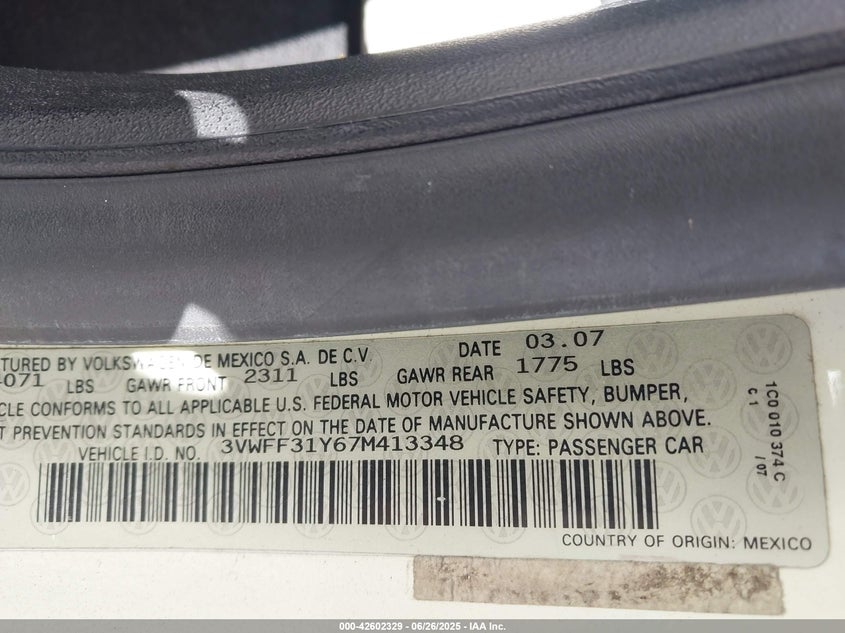 CTURED BY VOLKSWAGEN DE MEXICO S.A. DE C.V. DATE 03.07
4071 LBS GAWR FRONT 2311 LBS GAWR REAR 1775 LBS
CLE CONFORMS TO ALL APPLICABLE U.S. FEDERAL MOTOR VEHICLE SAFETY, BUMPER,
T PREVENTION STANDARDS IN EFFECT ON THE DATE OF MANUFACTURE SHOWN ABOVE.
VEHICLE I.D. NO. 3VWFF31Y67M413348 TYPE: PASSENGER CAR
COUNTRY OF ORIGIN: MEXICO
1C0 010 374 C
C 1 / 07
000-42602329 - 06/26/2025 - IAA Inc.